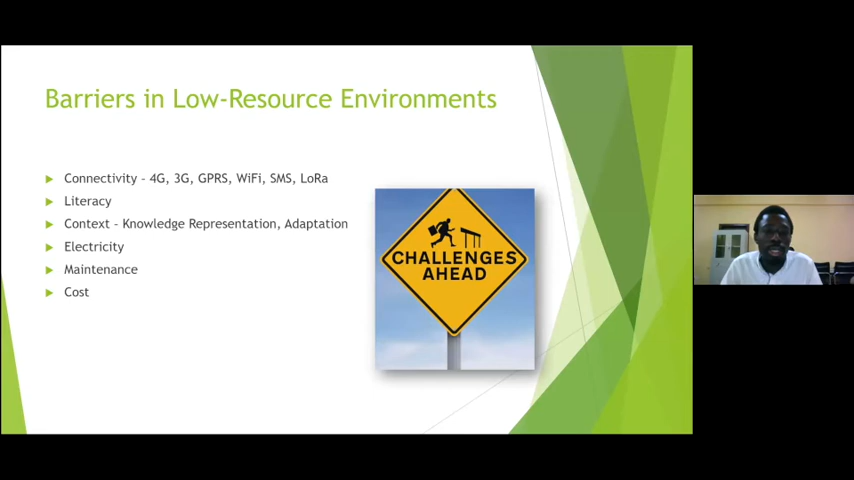 Barriers in Low-Resource Environments
Connectivity – 4G, 3G, GPRS, WiFi, SMS, LoRa
Literacy
Context – Knowledge Representation, Adaptation
Electricity
Maintenance
Cost
CHALLENGES
AHEAD